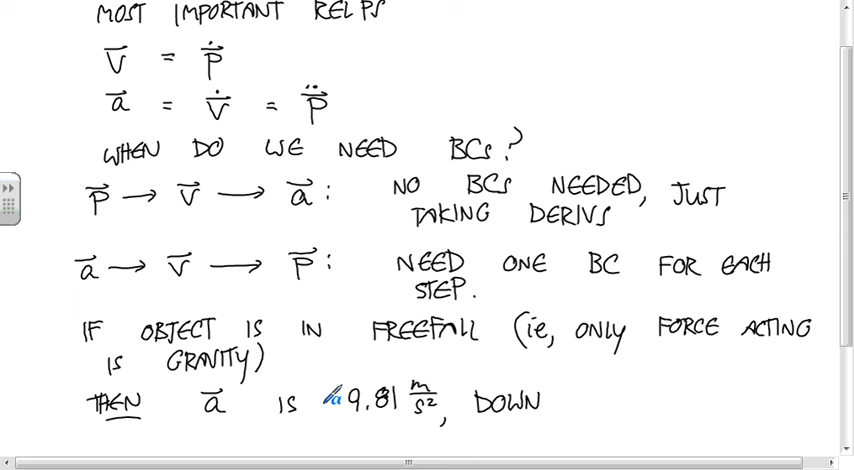 MOST IMPORTANT RELPS
v⃗ = ṗ⃗
a⃗ = v̇⃗ = p̈⃗
WHEN DO WE NEED BCs?
p⃗ → v⃗ → a⃗ : NO BCs NEEDED, JUST
TAKING DERIVS
a⃗ → v⃗ → p⃗ : NEED ONE BC FOR EACH
STEP.
IF OBJECT IS IN FREEFALL (ie, ONLY FORCE ACTING
IS GRAVITY)
THEN a⃗ IS 9.81 m/s², DOWN